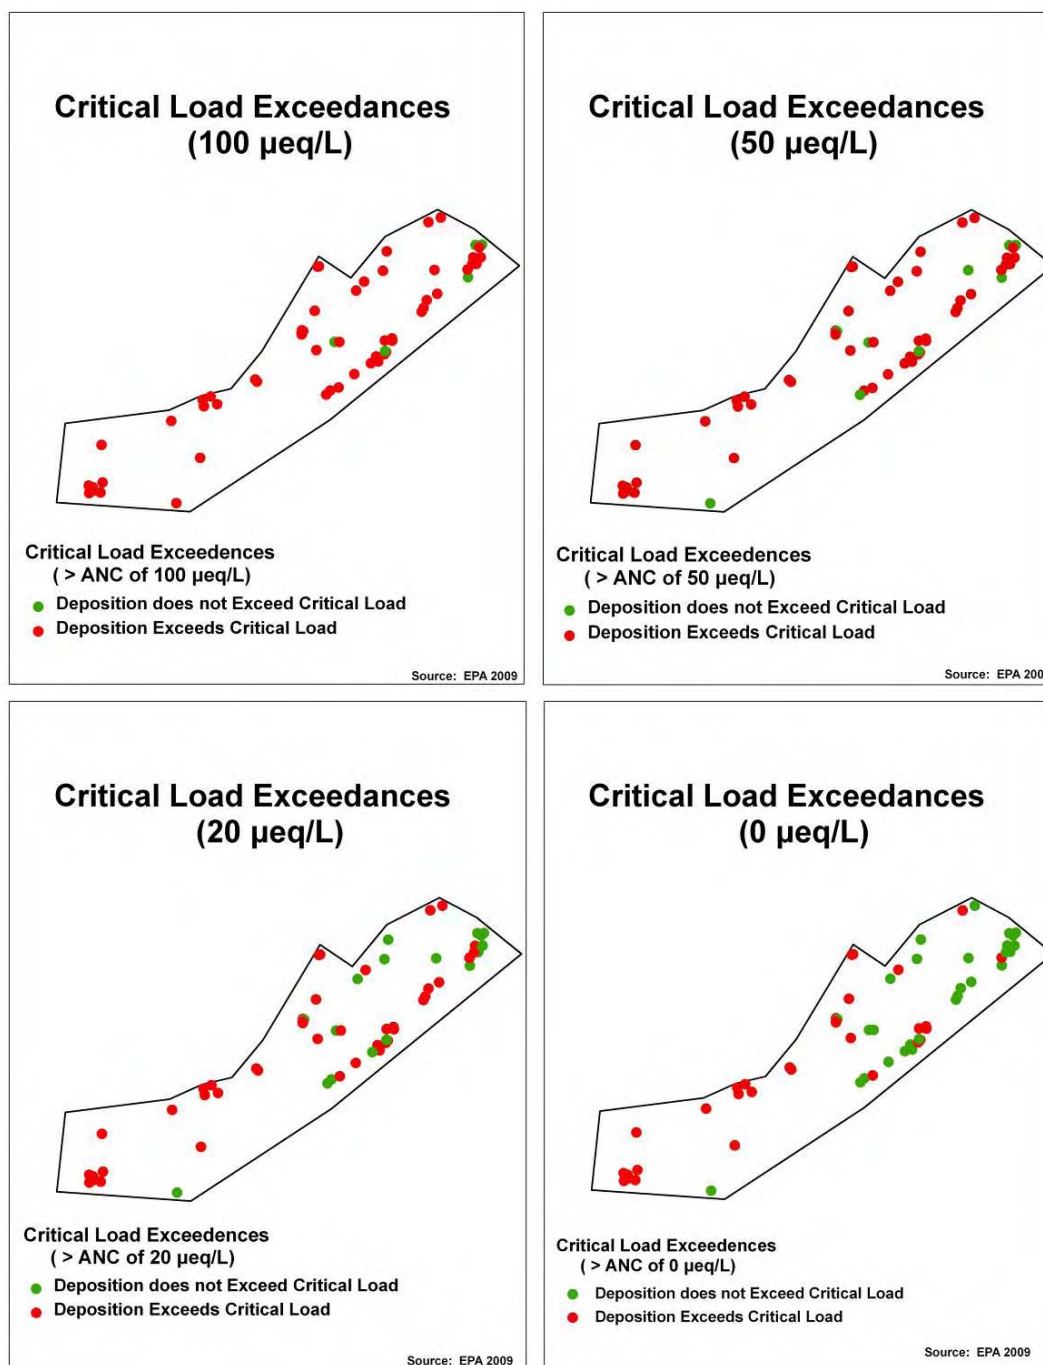 Critical Load Exceedances
(100 µeq/L)
Critical Load Exceedences
( > ANC of 100 µeq/L)
Deposition does not Exceed Critical Load
Deposition Exceeds Critical Load
Source: EPA 2009
Critical Load Exceedances
(50 µeq/L)
Critical Load Exceedences
( > ANC of 50 µeq/L)
Deposition does not Exceed Critical Load
Deposition Exceeds Critical Load
Source: EPA 200
Critical Load Exceedances
(20 µeq/L)
Critical Load Exceedences
( > ANC of 20 µeq/L)
Deposition does not Exceed Critical Load
Deposition Exceeds Critical Load
Source: EPA 2009
Critical Load Exceedances
(0 µeq/L)
Critical Load Exceedences
( > ANC of 0 µeq/L)
Deposition does not Exceed Critical Load
Deposition Exceeds Critical Load
Source: EPA 2009